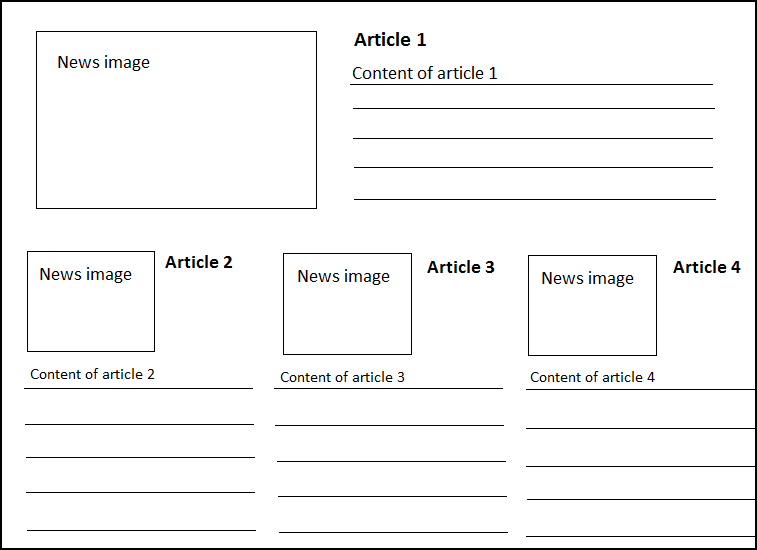 News image
Article 1
Content of article 1
News image
Article 2
Content of article 2
News image
Article 3
Content of article 3
News image
Article 4
Content of article 4